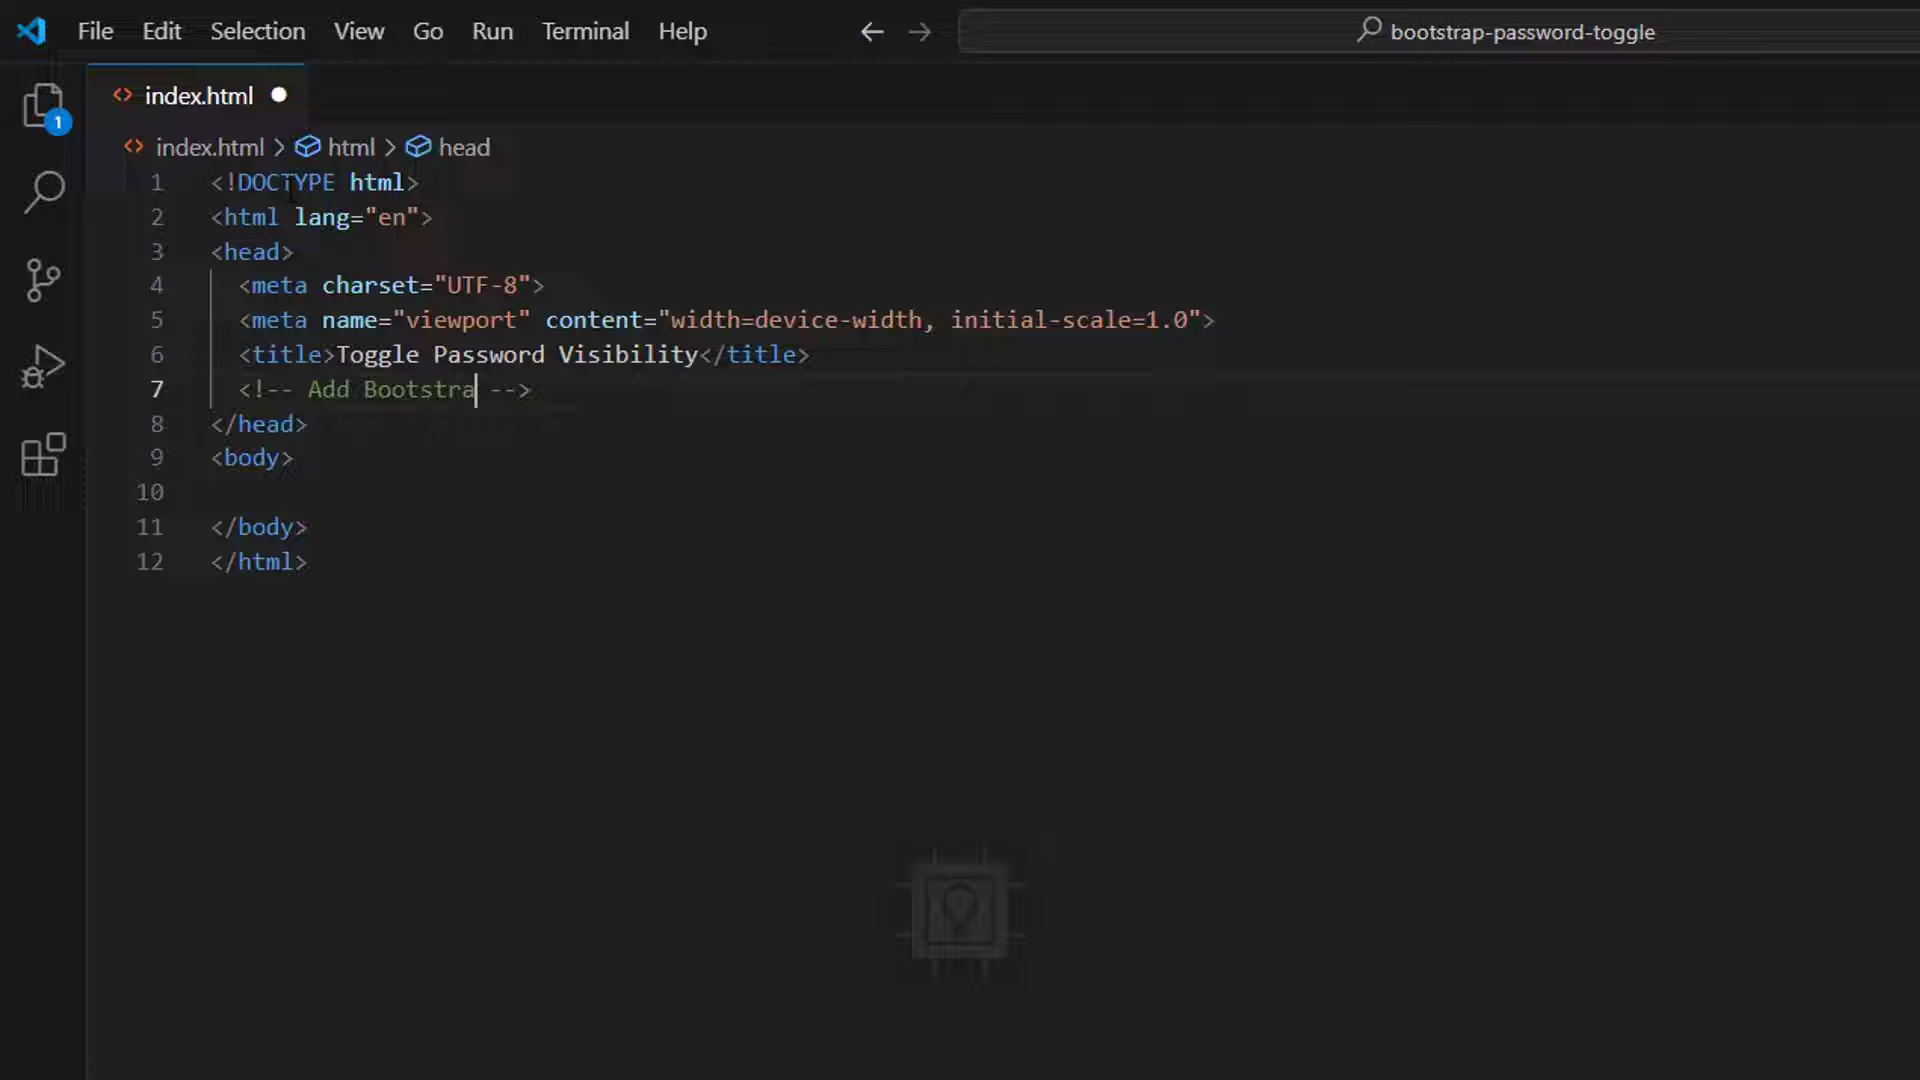 File Edit Selection View Go Run Terminal Help bootstrap-password-toggle
index.html
1
index.html > html > head
1 <!DOCTYPE html>
2 <html lang="en">
3 <head>
4 <meta charset="UTF-8">
5 <meta name="viewport" content="width=device-width, initial-scale=1.0">
6 <title>Toggle Password Visibility</title>
7 <!-- Add Bootstra -->
8 </head>
9 <body>
10
11 </body>
12 </html>